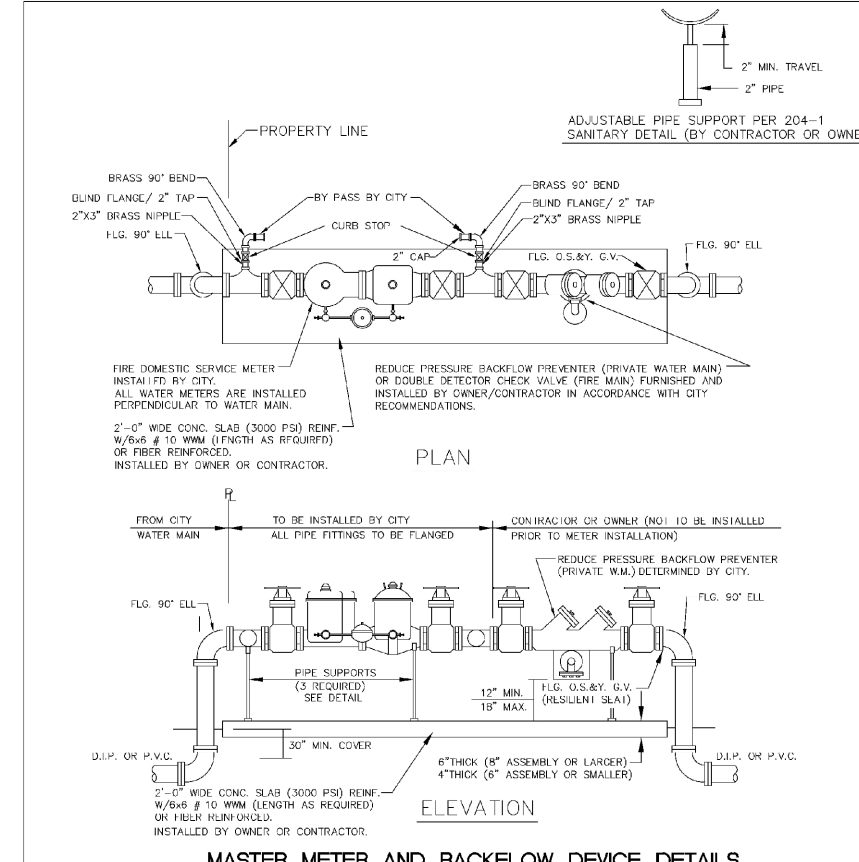 2" MIN. TRAVEL
2" PIPE
ADJUSTABLE PIPE SUPPORT PER 204-1
SANITARY DETAIL (BY CONTRACTOR OR OWNE
PROPERTY LINE
BRASS 90° BEND
BLIND FLANGE/ 2" TAP
2"X3" BRASS NIPPLE
FLG. 90° ELL
BY PASS BY CITY
CURB STOP
2" CAP
BRASS 90° BEND
BLIND FLANGE/ 2" TAP
2"X3" BRASS NIPPLE
FLG. O.S.&Y. G.V.
FLG. 90° ELL
FIRE DOMESTIC SERVICE METER
INSTALLED BY CITY.
ALL WATER METERS ARE INSTALLED
PERPENDICULAR TO WATER MAIN.
REDUCE PRESSURE BACKFLOW PREVENTER (PRIVATE WATER MAIN)
OR DOUBLE DETECTOR CHECK VALVE (FIRE MAIN) FURNISHED AND
INSTALLED BY OWNER/CONTRACTOR IN ACCORDANCE WITH CITY
RECOMMENDATIONS.
2'-0" WIDE CONC. SLAB (3000 PSI) REINF.
W/6x6 # 10 WWM (LENGTH AS REQUIRED)
OR FIBER REINFORCED.
INSTALLED BY OWNER OR CONTRACTOR.
PLAN
PL
FROM CITY
WATER MAIN
TO BE INSTALLED BY CITY
ALL PIPE FITTINGS TO BE FLANGED
CONTRACTOR OR OWNER (NOT TO BE INSTALLED
PRIOR TO METER INSTALLATION)
REDUCE PRESSURE BACKFLOW PREVENTER
(PRIVATE W.M.) DETERMINED BY CITY.
FLG. 90° ELL
FLG. 90° ELL
PIPE SUPPORTS
(3 REQUIRED)
SEE DETAIL
12" MIN.
18" MAX.
FLG. O.S.&Y. G.V.
(RESILIENT SEAT)
30" MIN. COVER
D.I.P. OR P.V.C.
D.I.P. OR P.V.C.
6"THICK (8" ASSEMBLY OR LARGER)
4"THICK (6" ASSEMBLY OR SMALLER)
2'-0" WIDE CONC. SLAB (3000 PSI) REINF.
W/6x6 # 10 WWM (LENGTH AS REQUIRED)
OR FIBER REINFORCED.
INSTALLED BY OWNER OR CONTRACTOR.
ELEVATION
MASTER METER AND BACKFLOW DEVICE DETAILS